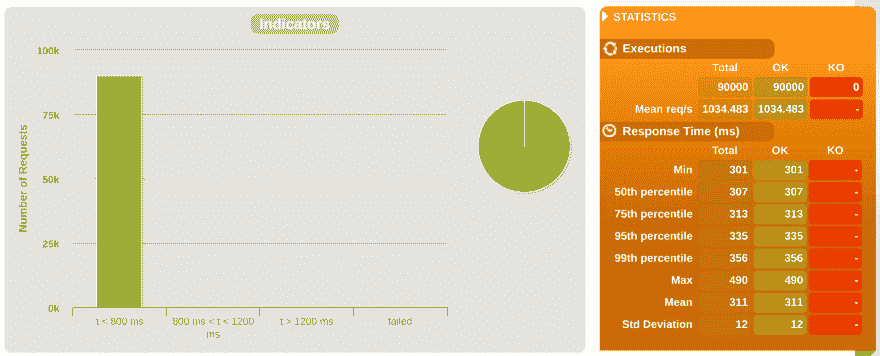 Indicators
100k
75k
50k
25k
0k
Number of Requests
t < 800 ms
800 ms < t < 1200
ms
t > 1200 ms
failed
STATISTICS
Executions
Total OK KO
90000 90000 0
Mean req/s 1034.483 1034.483 -
Response Time (ms)
Total OK KO
Min 301 301 -
50th percentile 307 307 -
75th percentile 313 313 -
95th percentile 335 335 -
99th percentile 356 356 -
Max 490 490 -
Mean 311 311 -
Std Deviation 12 12 -